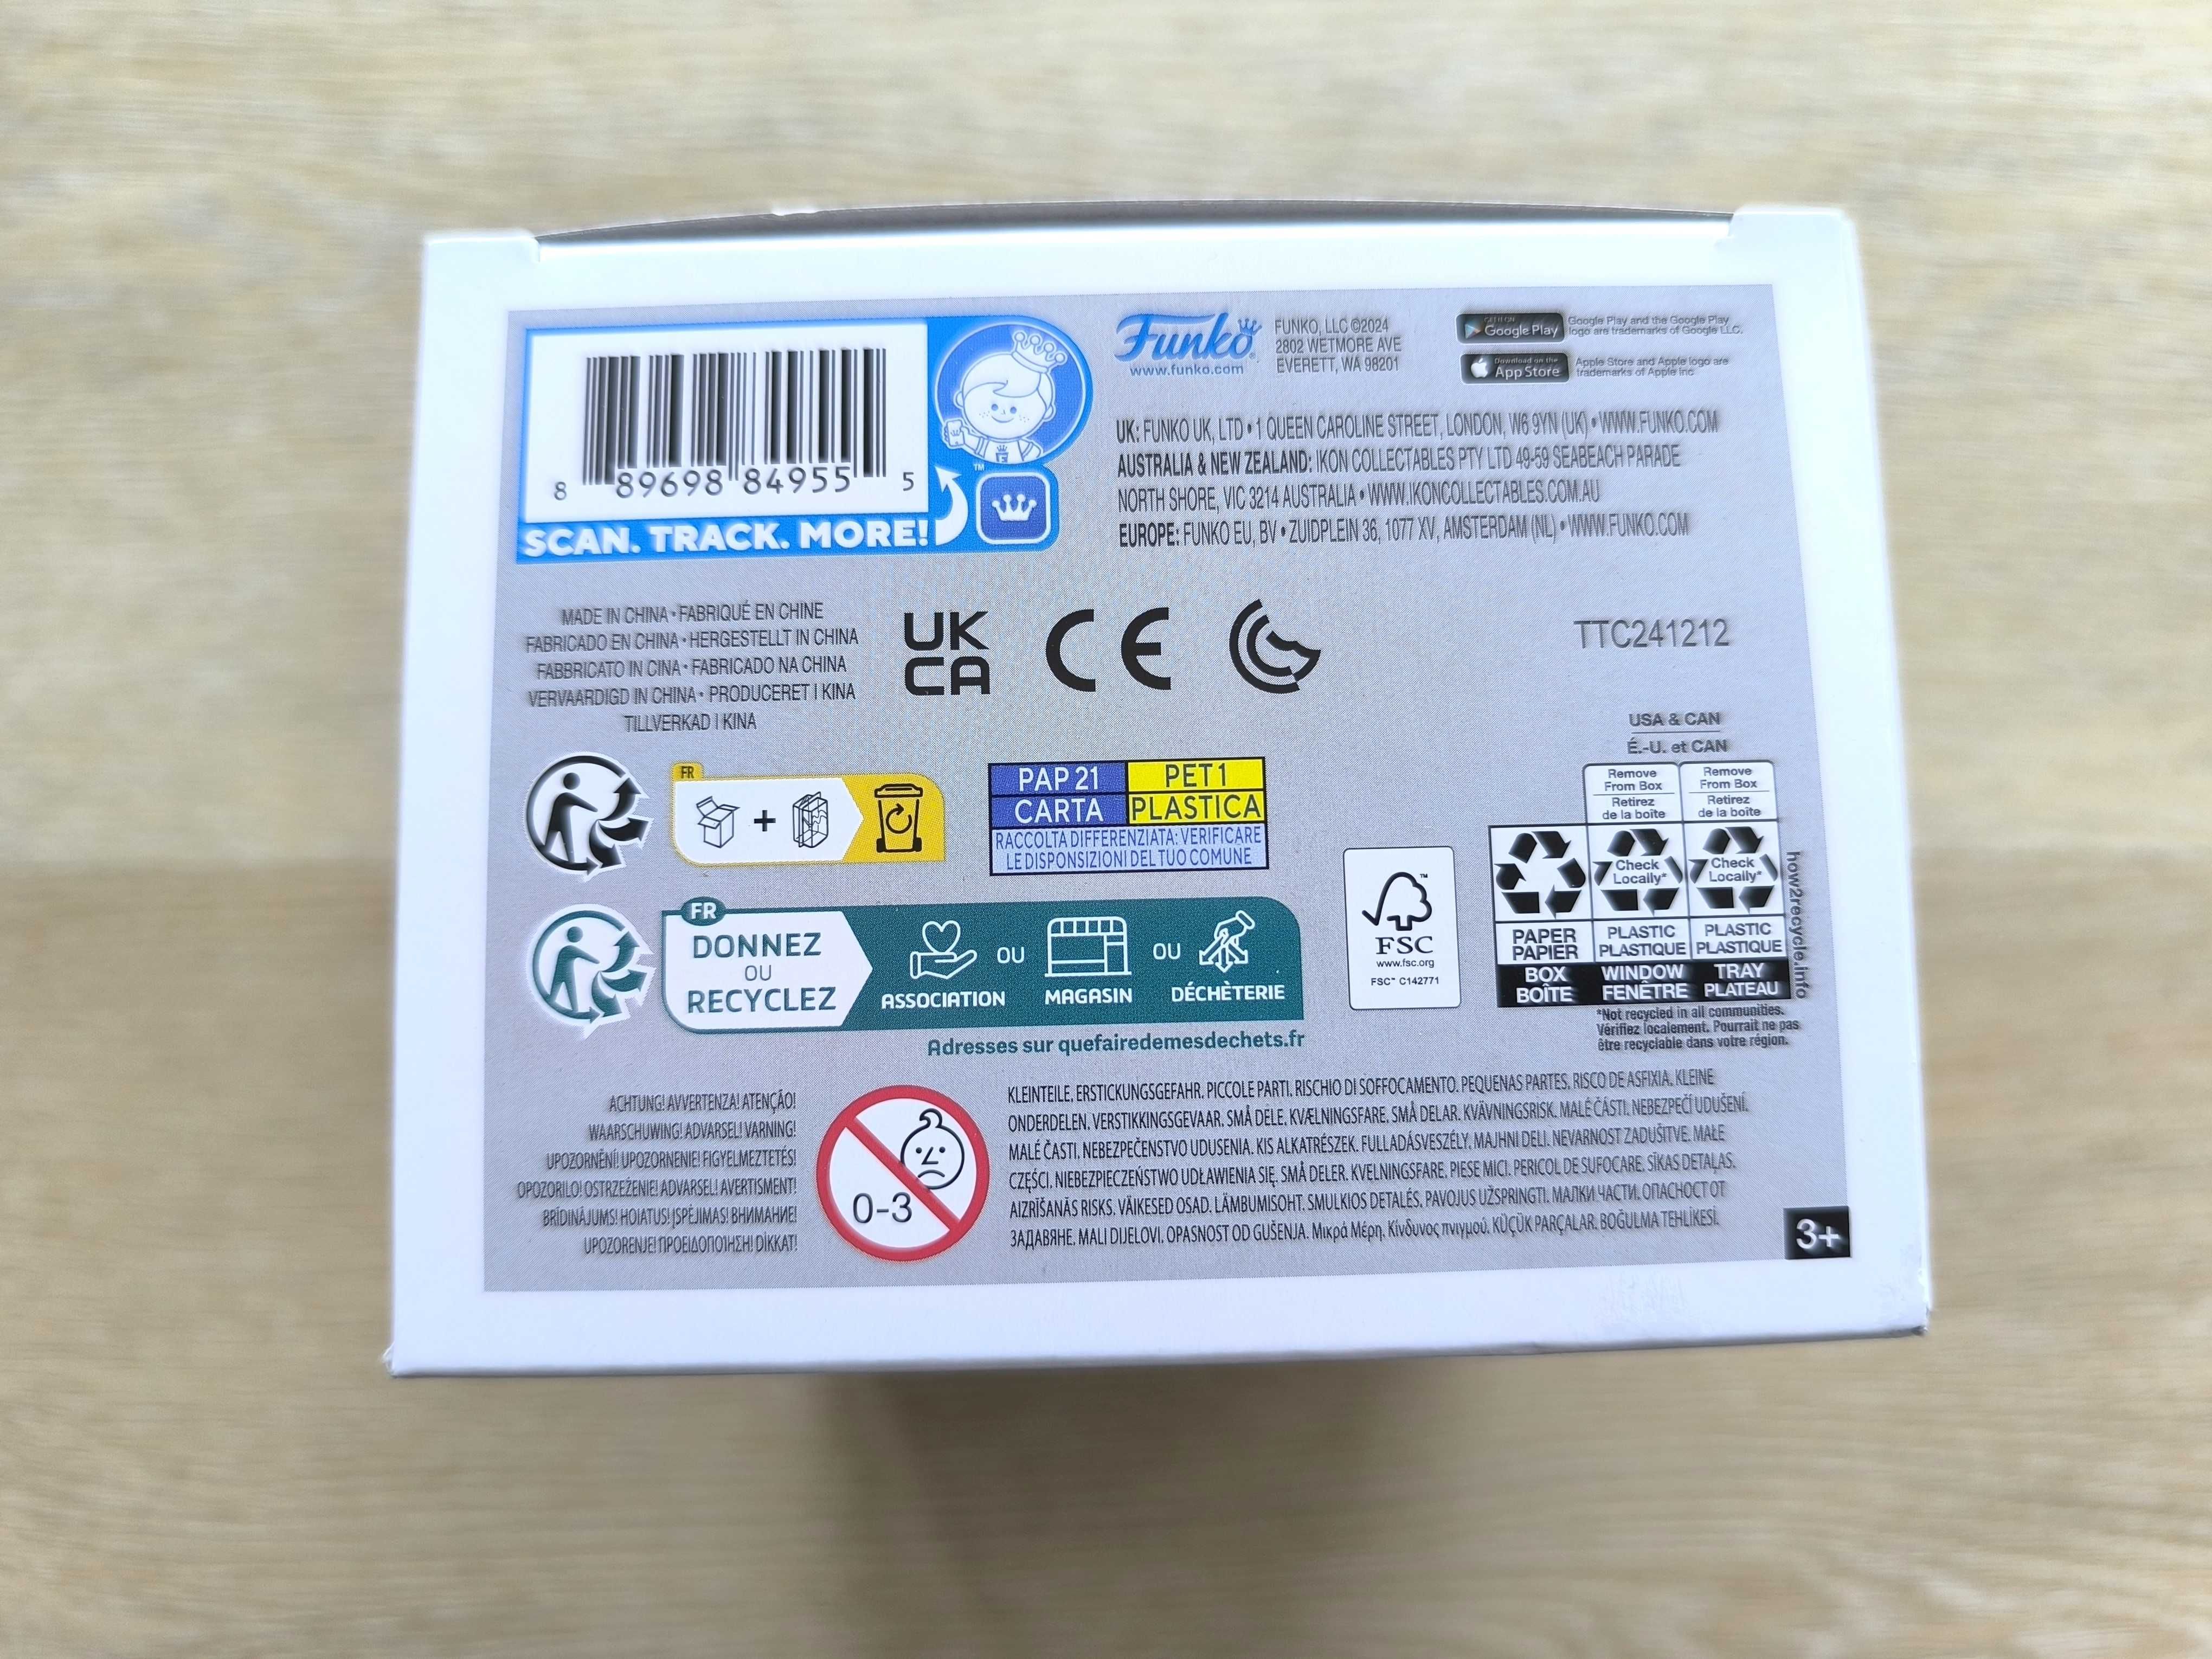 8 89698 84955 5
SCAN. TRACK. MORE!
™
Funko
www.funko.com
FUNKO, LLC ©2024
2802 WETMORE AVE
EVERETT, WA 98201
GET IT ON
Google Play
Google Play and the Google Play
logo are trademarks of Google LLC.
Download on the
App Store
Apple Store and Apple logo are
trademarks of Apple Inc
UK: FUNKO UK, LTD • 1 QUEEN CAROLINE STREET, LONDON, W6 9YN (UK) • WWW.FUNKO.COM
AUSTRALIA & NEW ZEALAND: IKON COLLECTABLES PTY LTD 49-59 SEABEACH PARADE
NORTH SHORE, VIC 3214 AUSTRALIA • WWW.IKONCOLLECTABLES.COM.AU
EUROPE: FUNKO EU, BV • ZUIDPLEIN 36, 1077 XV, AMSTERDAM (NL) • WWW.FUNKO.COM
MADE IN CHINA • FABRIQUÉ EN CHINE
FABRICADO EN CHINA • HERGESTELLT IN CHINA
FABBRICATO IN CINA • FABRICADO NA CHINA
VERVAARDIGD IN CHINA • PRODUCERET I KINA
TILLVERKAD I KINA
UK
CA
CE
TTC241212
FR
+
PAP 21
PET 1
CARTA
PLASTICA
RACCOLTA DIFFERENZIATA: VERIFICARE
LE DISPONSIZIONI DEL TUO COMUNE
FR
DONNEZ
OU
RECYCLEZ
ASSOCIATION
OU
MAGASIN
OU
DÉCHÈTERIE
Adresses sur quefairedemesdechets.fr
FSC
www.fsc.org
FSC™ C142771
USA & CAN
É.-U. et CAN
Remove
From Box
Retirez
de la boîte
Remove
From Box
Retirez
de la boîte
Check
Locally*
Check
Locally*
PAPER
PAPIER
PLASTIC
PLASTIQUE
PLASTIC
PLASTIQUE
BOX
BOÎTE
WINDOW
FENÊTRE
TRAY
PLATEAU
how2recycle.info
*Not recycled in all communities.
Vérifiez localement. Pourrait ne pas
être recyclable dans votre région.
ACHTUNG! AVVERTENZA! ATENÇÃO!
WAARSCHUWING! ADVARSEL! VARNING!
UPOZORNĚNÍ! UPOZORNENIE! FIGYELMEZTETÉS!
OPOZORILO! OSTRZEŻENIE! ADVARSEL! AVERTISMENT!
BRĪDINĀJUMS! HOIATUS! ĮSPĖJIMAS! ВНИМАНИЕ!
UPOZORENJE! ΠΡΟΕΙΔΟΠΟΙΗΣΗ! DİKKAT!
0-3
KLEINTEILE. ERSTICKUNGSGEFAHR. PICCOLE PARTI. RISCHIO DI SOFFOCAMENTO. PEQUENAS PARTES. RISCO DE ASFIXIA. KLEINE
ONDERDELEN. VERSTIKKINGSGEVAAR. SMÅ DELE. KVÆLNINGSFARE. SMÅ DELAR. KVÄVNINGSRISK. MALÉ ČÁSTI. NEBEZPEČÍ UDUŠENÍ.
MALÉ ČASTI. NEBEZPEČENSTVO UDUSENIA. KIS ALKATRÉSZEK. FULLADÁSVESZÉLY. MAJHNI DELI. NEVARNOST ZADUŠITVE. MAŁE
CZĘŚCI. NIEBEZPIECZEŃSTWO UDŁAWIENIA SIĘ. SMÅ DELER. KVELNINGSFARE. PIESE MICI. PERICOL DE SUFOCARE. SĪKAS DETAĻAS.
AIZRĪŠANĀS RISKS. VÄIKESED OSAD. LÄMBUMISOHT. SMULKIOS DETALĖS. PAVOJUS UŽSPRINGTI. МАЛКИ ЧАСТИ. ОПАСНОСТ ОТ
ЗАДАВЯНЕ. MALI DIJELOVI. OPASNOST OD GUŠENJA. Μικρά Μέρη. Κίνδυνος πνιγμού. KÜÇÜK PARÇALAR. BOĞULMA TEHLİKESİ.
3+